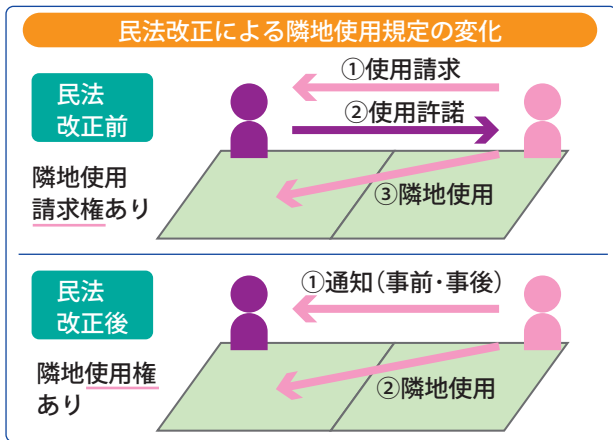 民法改正による隣地使用規定の変化
民法
改正前
隣地使用
請求権あり
①使用請求
②使用許諾
③隣地使用
民法
改正後
隣地使用権
あり
①通知（事前・事後）
②隣地使用